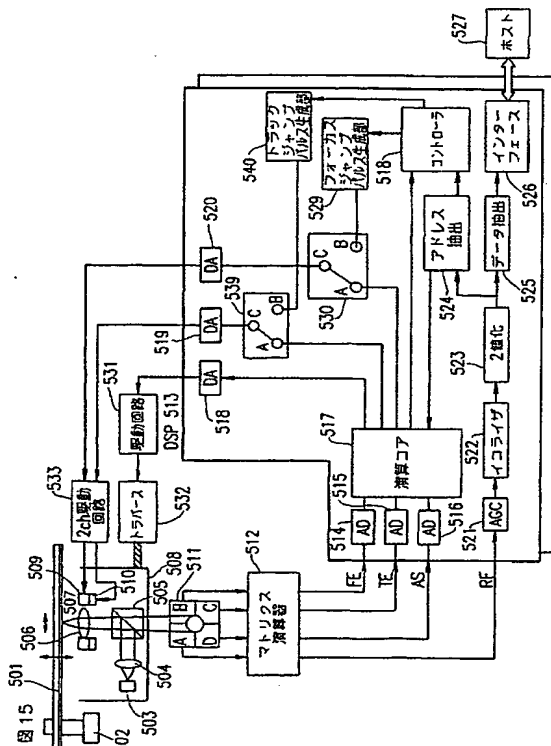 図 15
501
02
503
504
505
506
507
508
509
510
511
A
B
C
D
512
マトリクス
演算器
533
2ch駆動
回路
531
駆動回路
532
トラバース
DSP 513
518
DA
519
DA
520
DA
539
A
B
C
530
A
B
C
540
トラック
ジャンプ
パルス生成部
529
フォーカス
ジャンプ
パルス生成部
517
演算コア
514
AD
515
AD
516
AD
FE
TE
AS
RF
521
AGC
522
イコライザ
523
2値化
524
アドレス
抽出
525
データ抽出
518
コントローラ
526
インター
フェース
527
ホスト